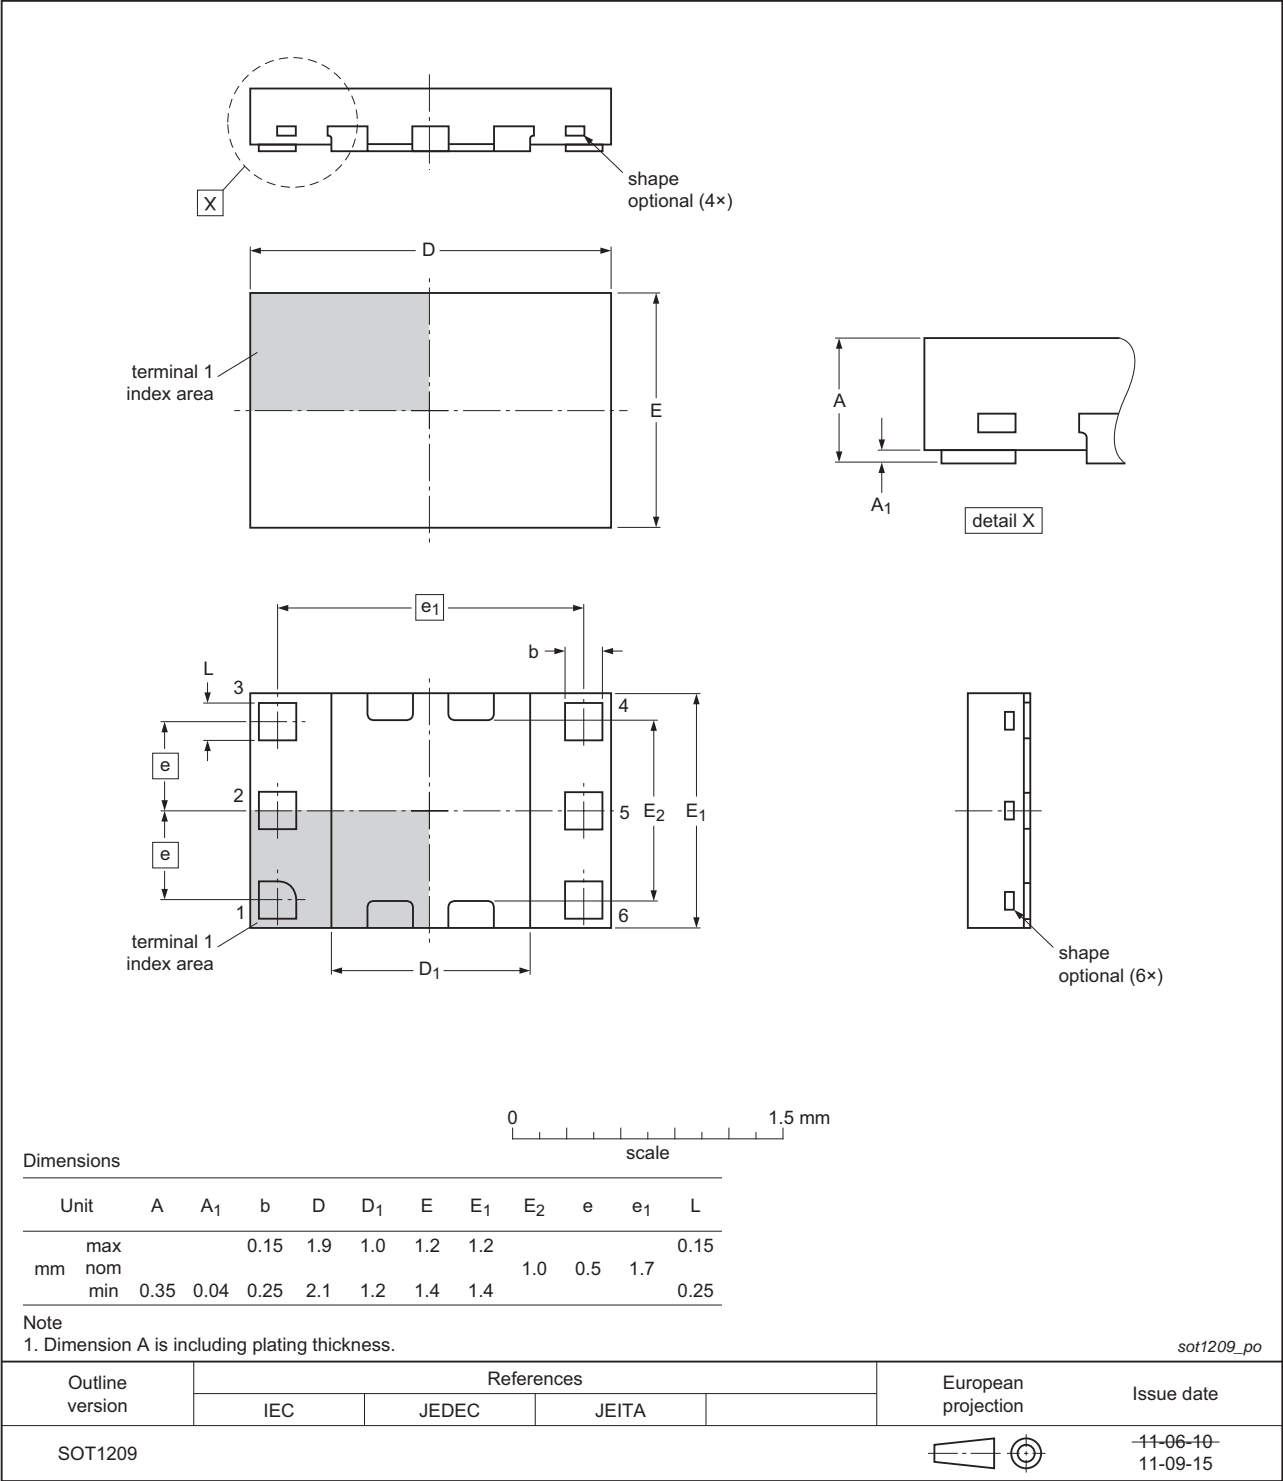 X
shape
optional (4×)
D
terminal 1
index area
E
A
A1
detail X
e1
b
L
3
4
e
2
5
E2
E1
e
1
6
terminal 1
index area
D1
shape
optional (6×)
0
1.5 mm
scale
Dimensions
Unit A A1 b D D1 E E1 E2 e e1 L
max 0.15 1.9 1.0 1.2 1.2 0.15
mm nom 1.0 0.5 1.7
min 0.35 0.04 0.25 2.1 1.2 1.4 1.4 0.25
Note
1. Dimension A is including plating thickness.
sot1209_po
Outline
version
References
IEC JEDEC JEITA
European
projection
Issue date
SOT1209
11-06-10
11-09-15